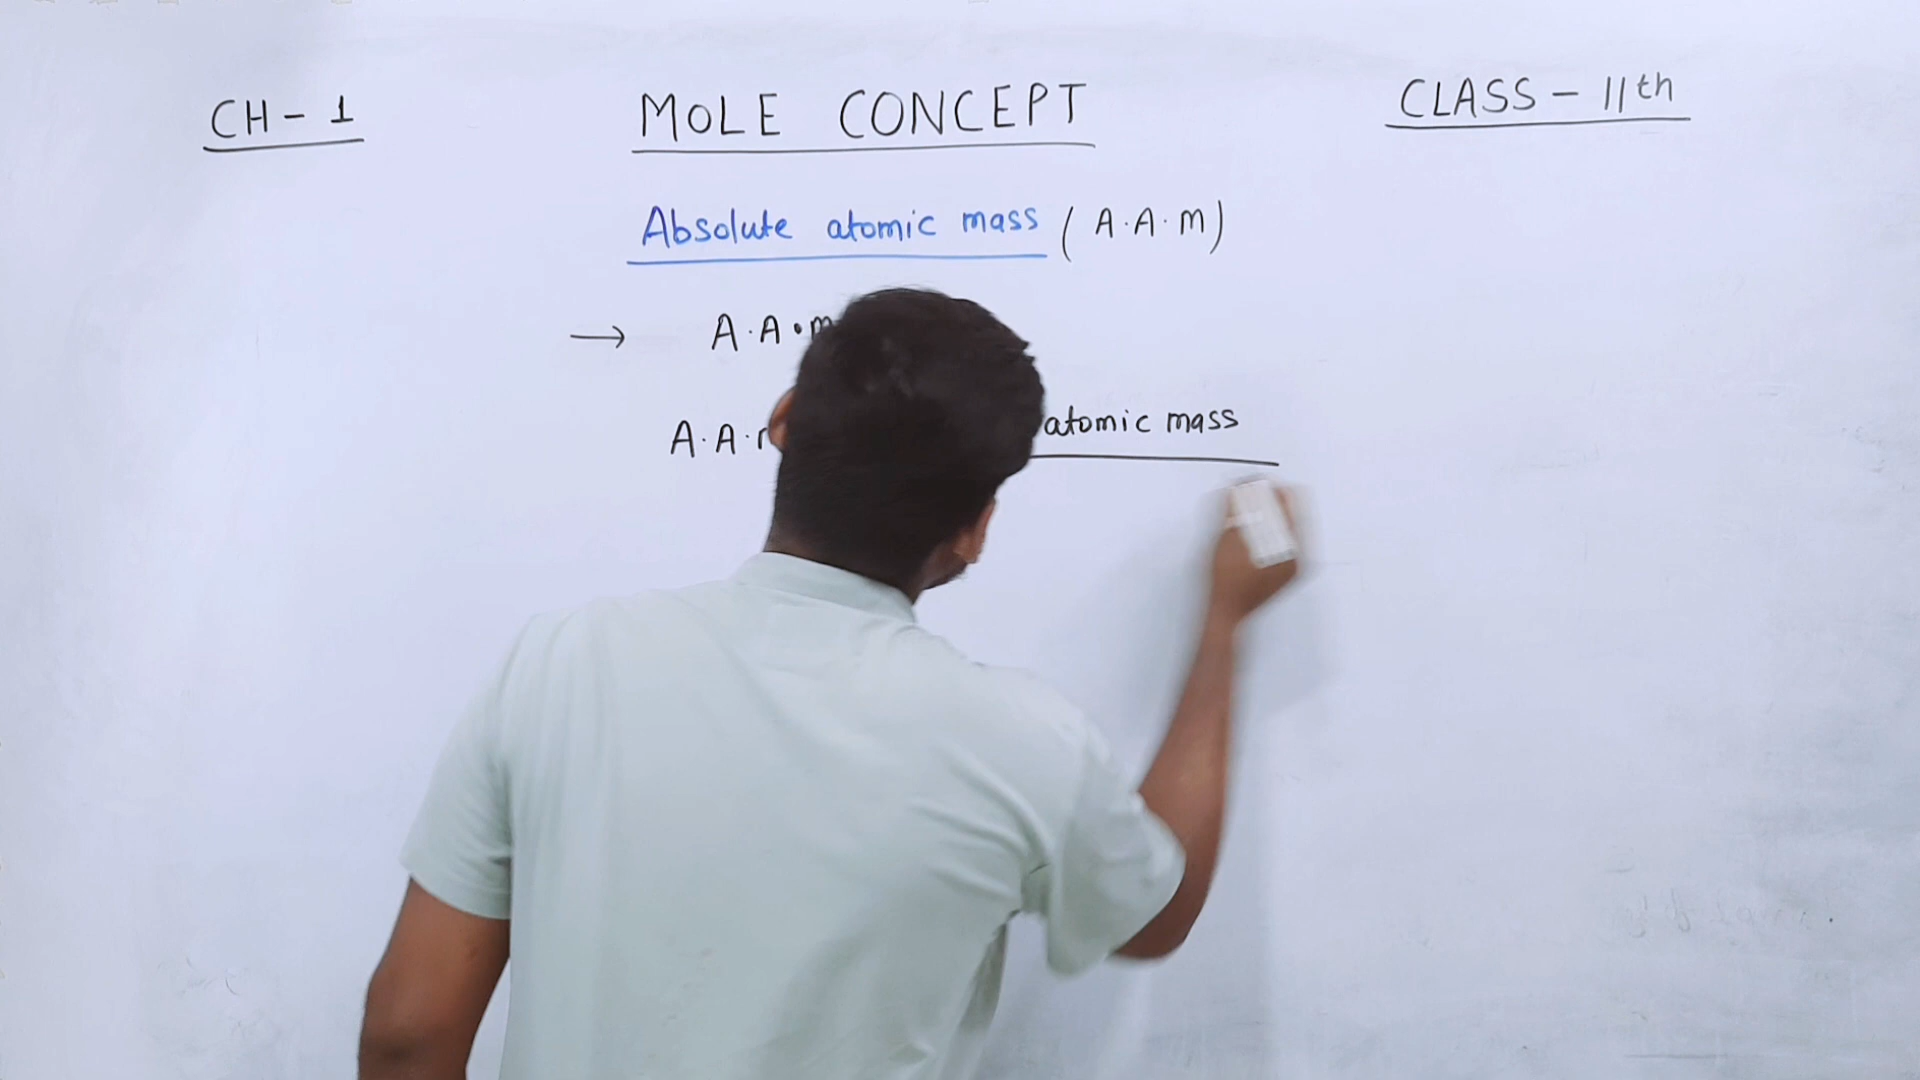 CH - 1 MOLE CONCEPT CLASS - 11th
Absolute atomic mass (A.A.M)
→ A.A.m
A.A. atomic mass